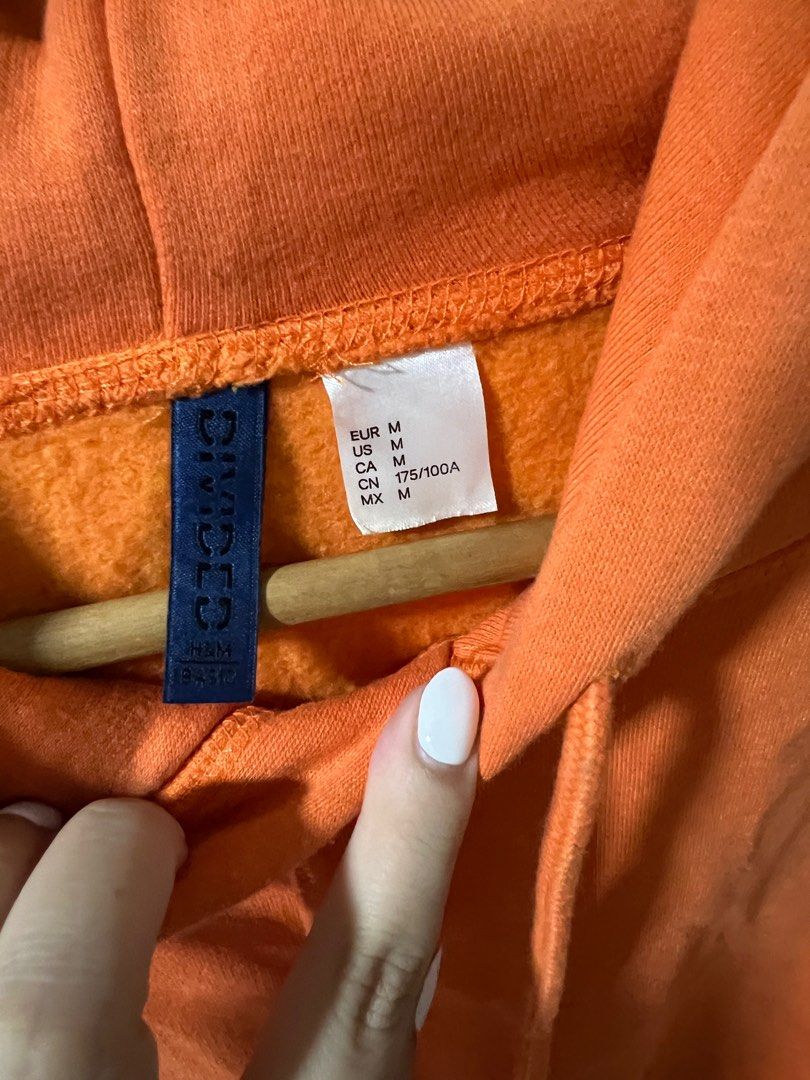 DIVIDED
H&M
BASIC
EUR M
US M
CA M
CN 175/100A
MX M